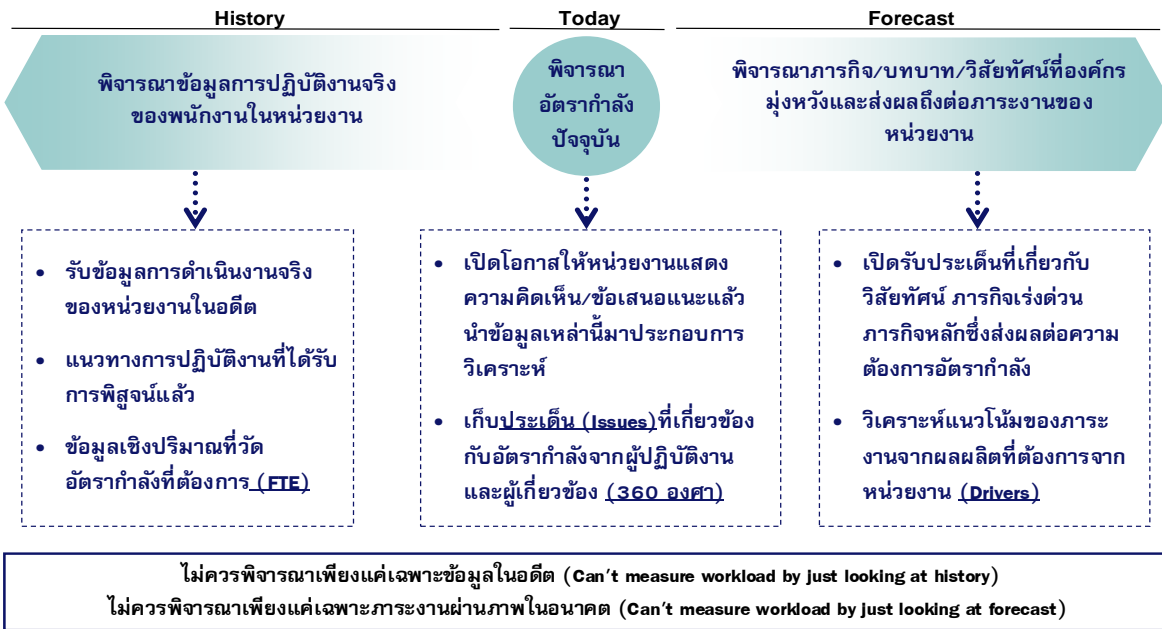 History
Today
Forecast
พิจารณาข้อมูลการปฏิบัติงานจริง
ของพนักงานในหน่วยงาน
พิจารณา
อัตรากำลัง
ปัจจุบัน
พิจารณาภารกิจ/บทบาท/วิสัยทัศน์ที่องค์กร
มุ่งหวังและส่งผลถึงต่อภาระงานของ
หน่วยงาน
• รับข้อมูลการดำเนินงานจริง
ของหน่วยงานในอดีต
• แนวทางการปฏิบัติงานที่ได้รับ
การพิสูจน์แล้ว
• ข้อมูลเชิงปริมาณที่วัด
อัตรากำลังที่ต้องการ (FTE)
• เปิดโอกาสให้หน่วยงานแสดง
ความคิดเห็น/ข้อเสนอแนะแล้ว
นำข้อมูลเหล่านี้มาประกอบการ
วิเคราะห์
• เก็บประเด็น (Issues)ที่เกี่ยวข้อง
กับอัตรากำลังจากผู้ปฏิบัติงาน
และผู้เกี่ยวข้อง (360 องศา)
• เปิดรับประเด็นที่เกี่ยวกับ
วิสัยทัศน์ ภารกิจเร่งด่วน
ภารกิจหลักซึ่งส่งผลต่อความ
ต้องการอัตรากำลัง
• วิเคราะห์แนวโน้มของภาระ
งานจากผลผลิตที่ต้องการจาก
หน่วยงาน (Drivers)
ไม่ควรพิจารณาเพียงแค่เฉพาะข้อมูลในอดีต (Can't measure workload by just looking at history)
ไม่ควรพิจารณาเพียงแค่เฉพาะภาระงานผ่านภาพในอนาคต (Can't measure workload by just looking at forecast)